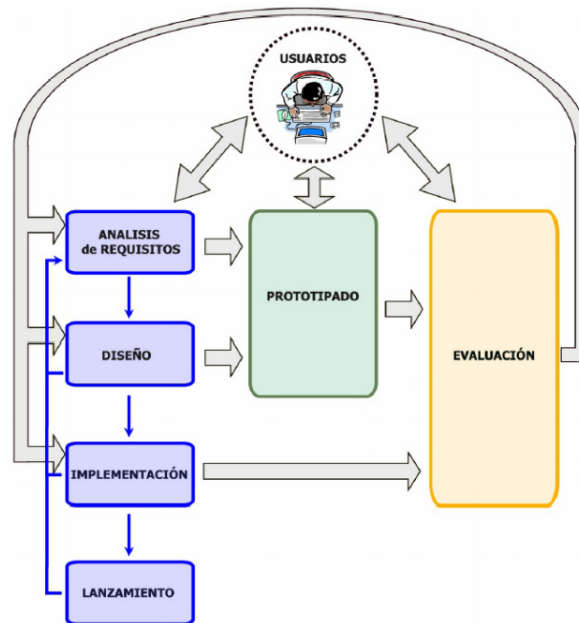 USUARIOS
ANALISIS
de REQUISITOS
PROTOTIPADO
DISEÑO
EVALUACIÓN
IMPLEMENTACIÓN
LANZAMIENTO